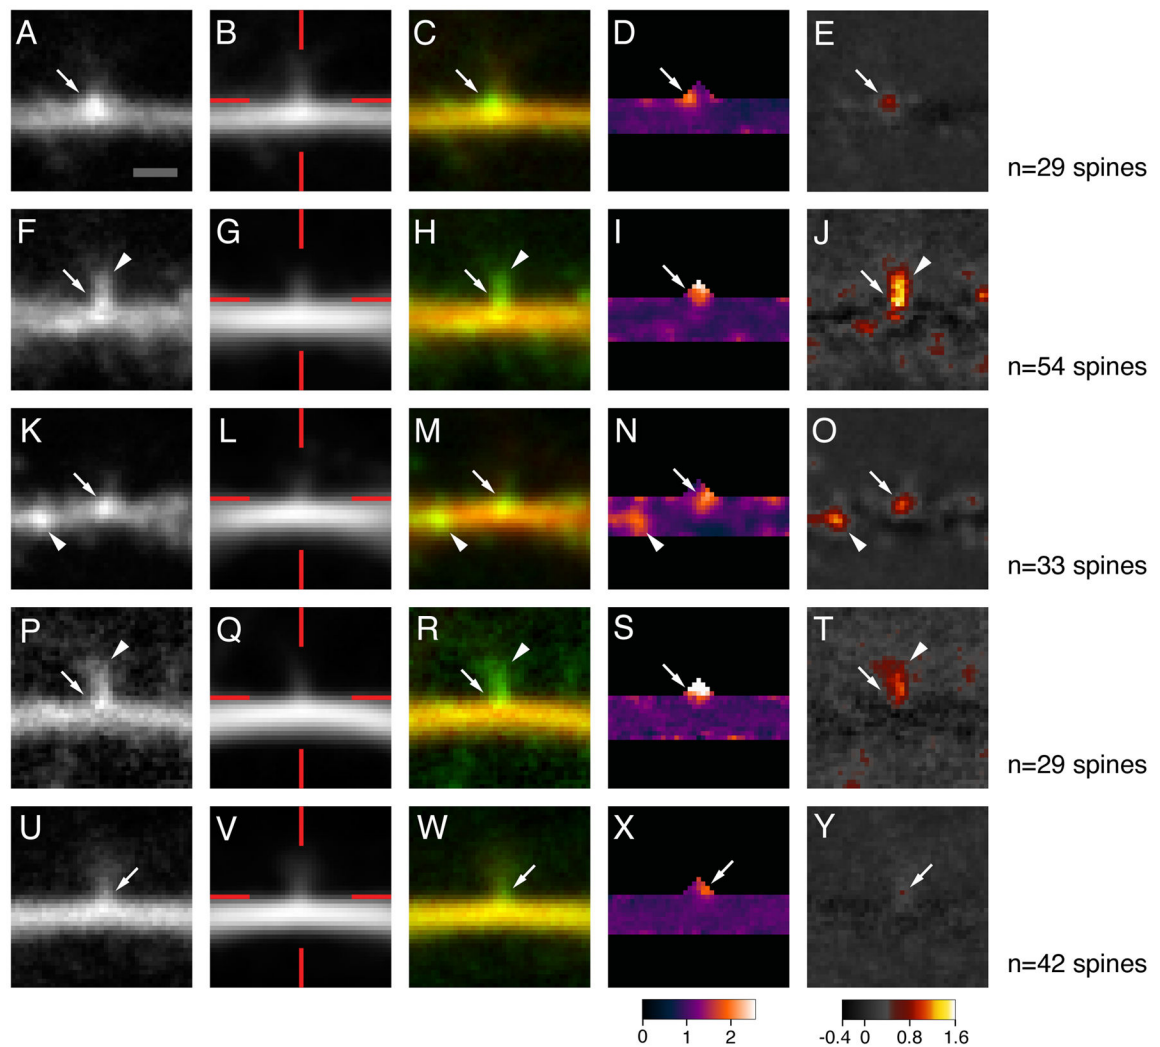 A B C D E
n=29 spines
F G H I J
n=54 spines
K L M N O
n=33 spines
P Q R S T
n=29 spines
U V W X Y
n=42 spines
0 1 2 -0.4 0 0.8 1.6